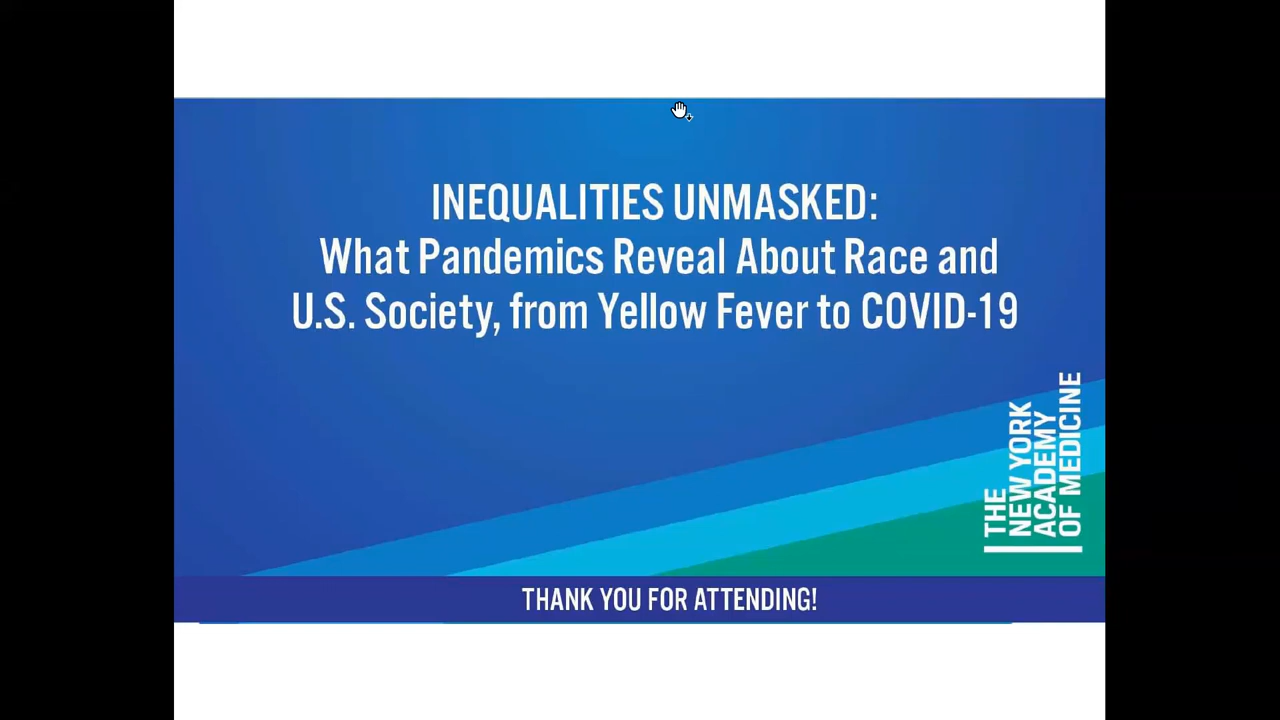 INEQUALITIES UNMASKED:
What Pandemics Reveal About Race and
U.S. Society, from Yellow Fever to COVID-19
THE
NEW YORK
ACADEMY
OF MEDICINE
THANK YOU FOR ATTENDING!